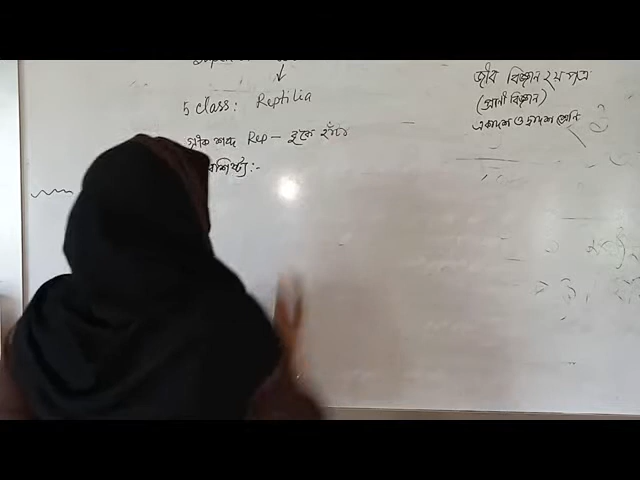 ↓
5 class: Reptilia
গ্রীক শব্দ Rep – বুকে হাঁটা
বৈশিষ্ট্য :-
জীব বিজ্ঞান ২য় পত্র
(প্রাণী বিজ্ঞান)
একাদশ ও দ্বাদশ শ্রেণি